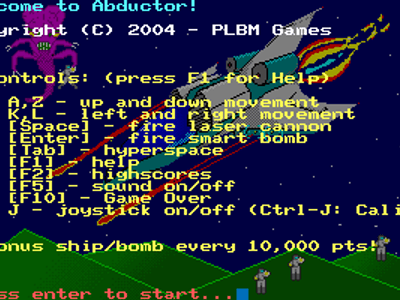 come to Abductor!
yright (C) 2004 - PLBM Games
ontrols: (press F1 for Help)
A,Z - up and down movement
K,L - left and right movement
[Space] - fire laser cannon
[Enter] - fire smart bomb
[Tab] - hyperspace
[F1] - help
[F2] - highscores
[F5] - sound on/off
[F10] - Game Over
J - joystick on/off (Ctrl-J: Cali
onus ship/bomb every 10,000 pts!
ss enter to start...